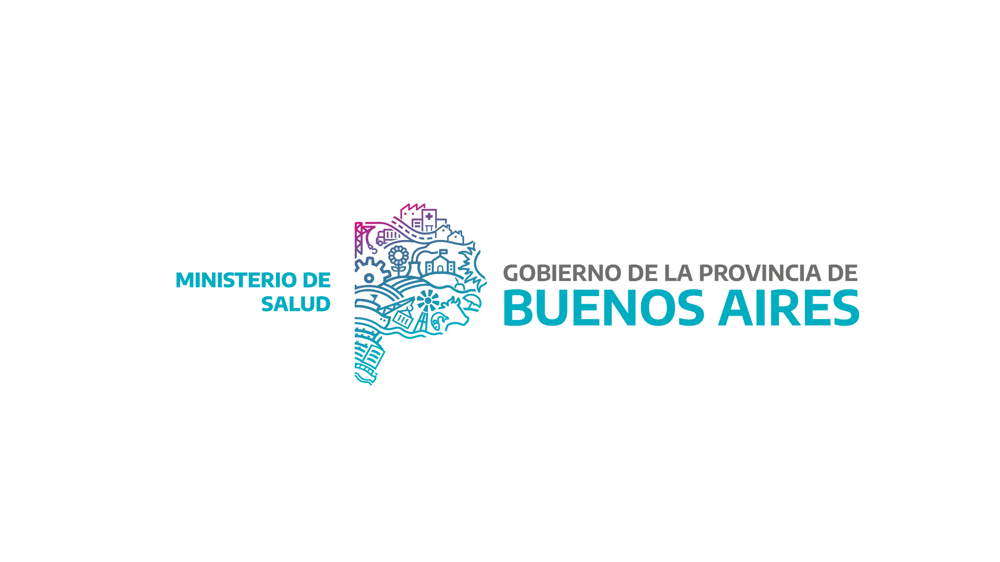 MINISTERIO DE
SALUD
GOBIERNO DE LA PROVINCIA DE
BUENOS AIRES